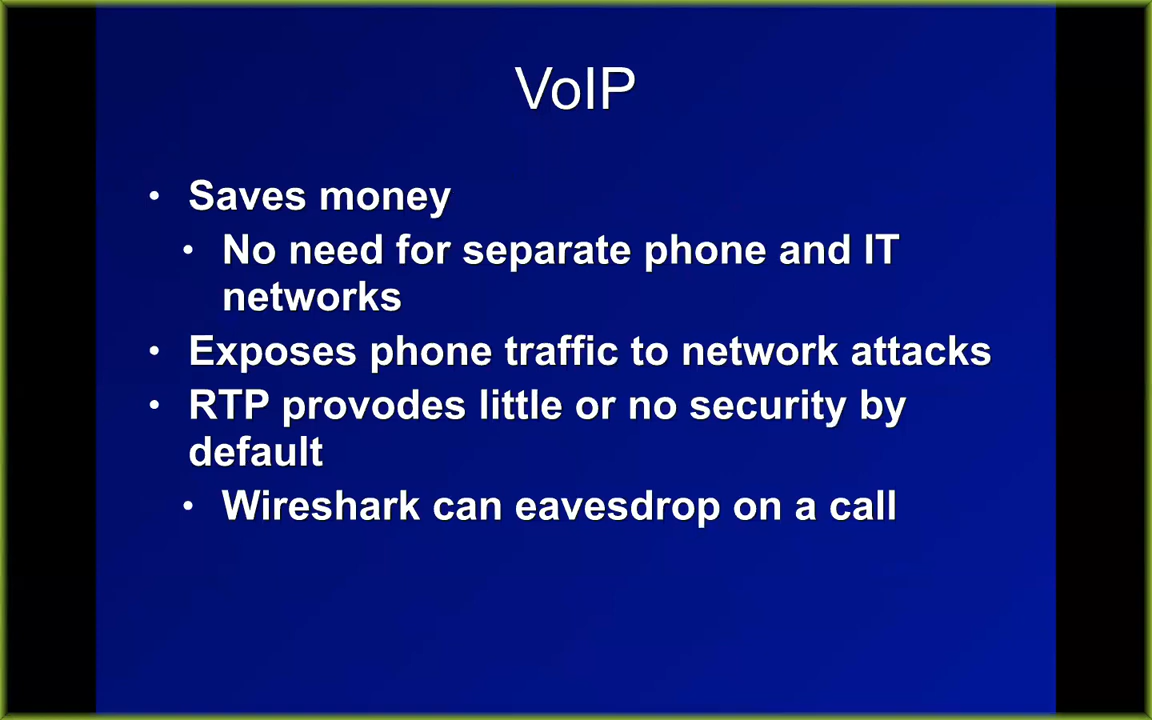 VoIP
• Saves money
• No need for separate phone and IT
networks
• Exposes phone traffic to network attacks
• RTP provodes little or no security by
default
• Wireshark can eavesdrop on a call